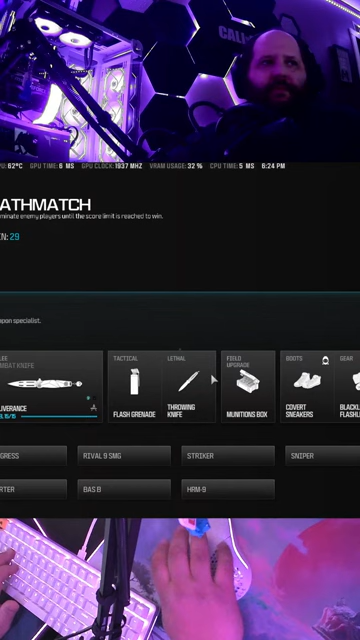 CALL
PU: 62°C GPU TIME: 6 MS GPU CLOCK: 1937 MHZ VRAM USAGE: 32 % CPU TIME: 5 MS 6:24 PM
ATHMATCH
minate enemy players until the score limit is reached to win.
N: 29
apon specialist.
LEE
MBAT KNIFE
TACTICAL
LETHAL
FIELD UPGRADE
BOOTS
GEAR
UVERANCE
FLASH GRENADE
THROWING KNIFE
MUNITIONS BOX
COVERT SNEAKERS
BLACKL
FLASHLI
GRESS
RIVAL 9 SMG
STRIKER
SNIPER
RTER
BAS B
HRM-9